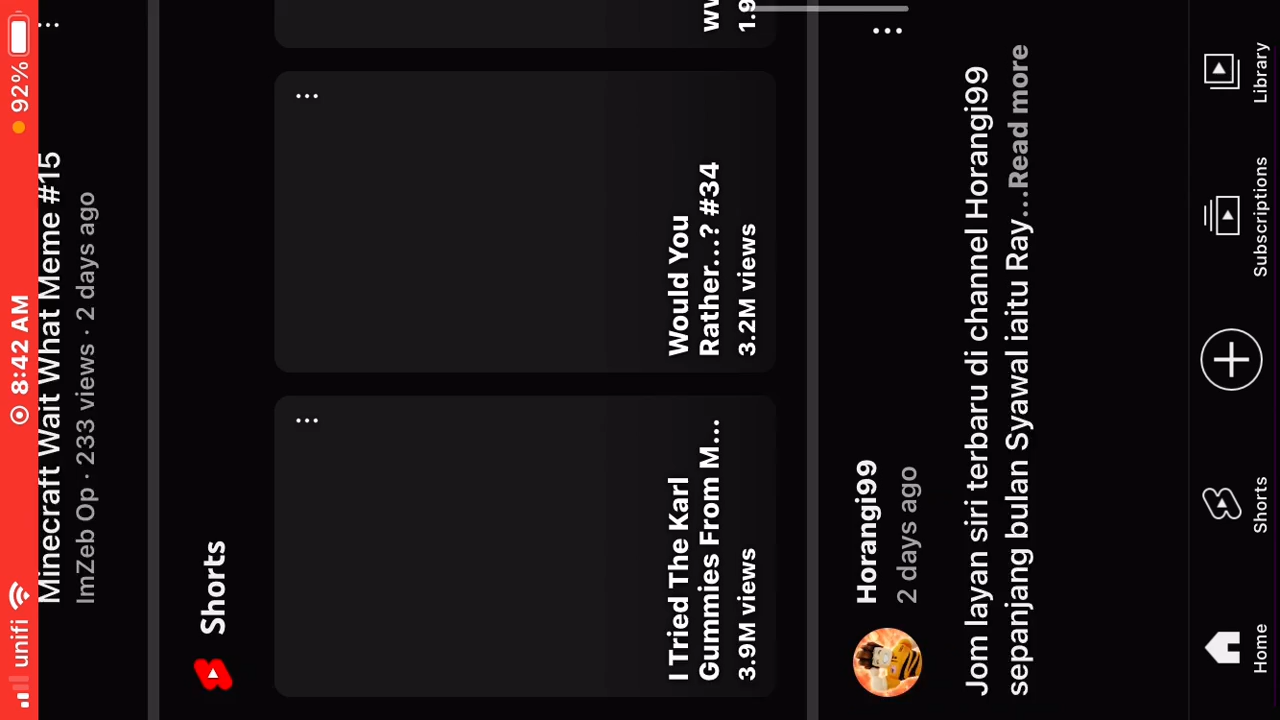 unifi 8:42 AM 92%
Minecraft Wait What Meme #15
ImZeb Op · 233 views · 2 days ago
Shorts
I Tried The Karl
Gummies From M...
3.9M views
Would You
Rather...? #34
3.2M views
1.9
Horangi99
2 days ago
Jom layan siri terbaru di channel Horangi99
sepanjang bulan Syawal iaitu Ray...Read more
Home
Shorts
Subscriptions
Library